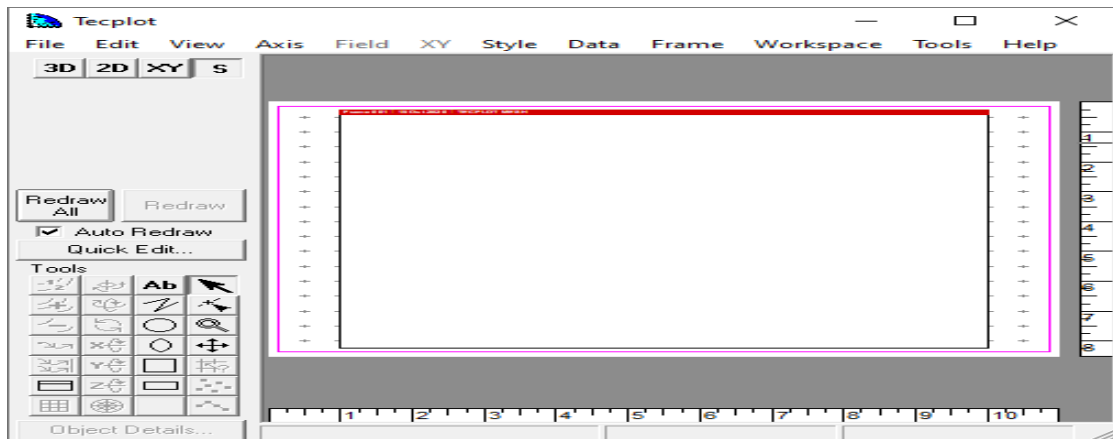 Tecplot
File Edit View Axis Field XY Style Data Frame Workspace Tools Help
3D 2D XY S
Redraw All
Redraw
Auto Redraw
Quick Edit...
Tools
Ab
X
Y
Z
Object Details...
1 2 3 4 5 6 7 8
1 2 3 4 5 6 7 8 9 10